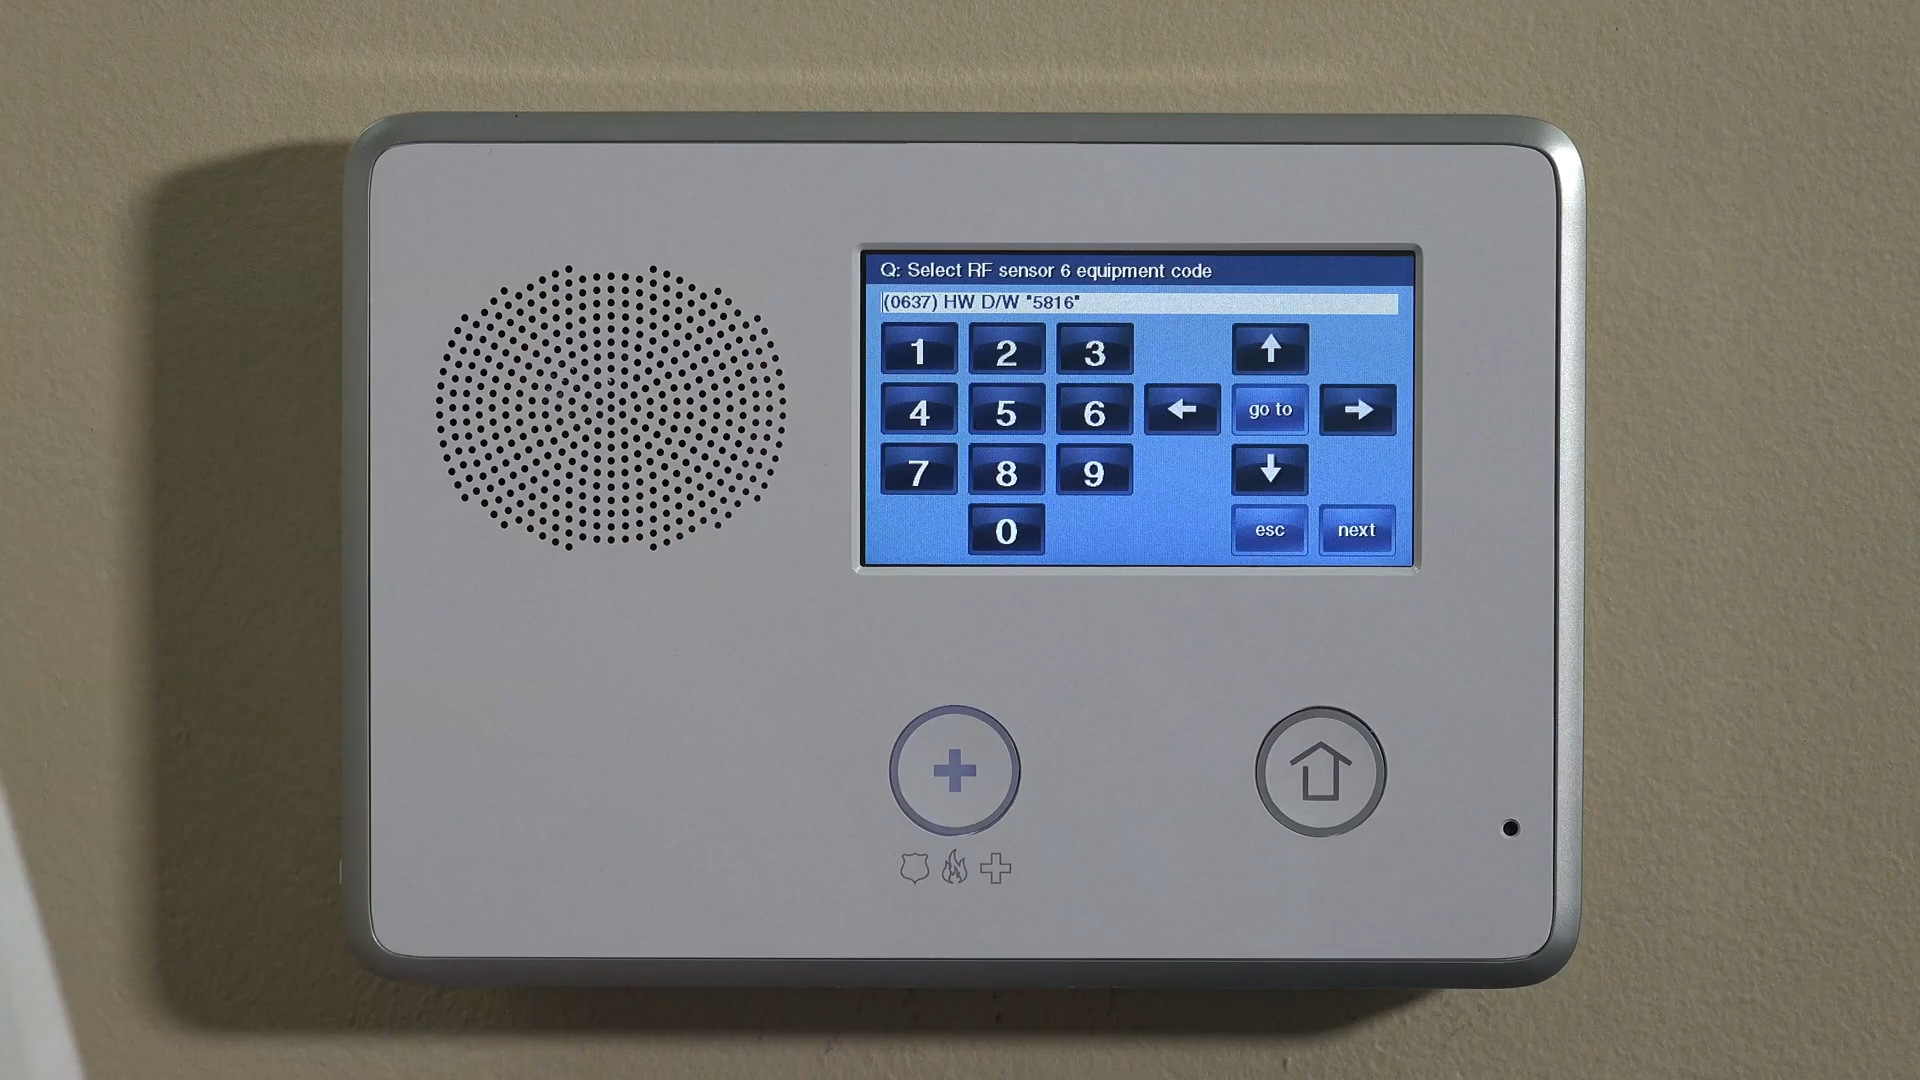 Q: Select RF sensor 6 equipment code
(0637) HW D/W "5816"
1 2 3
4 5 6 go to
7 8 9
0 esc next